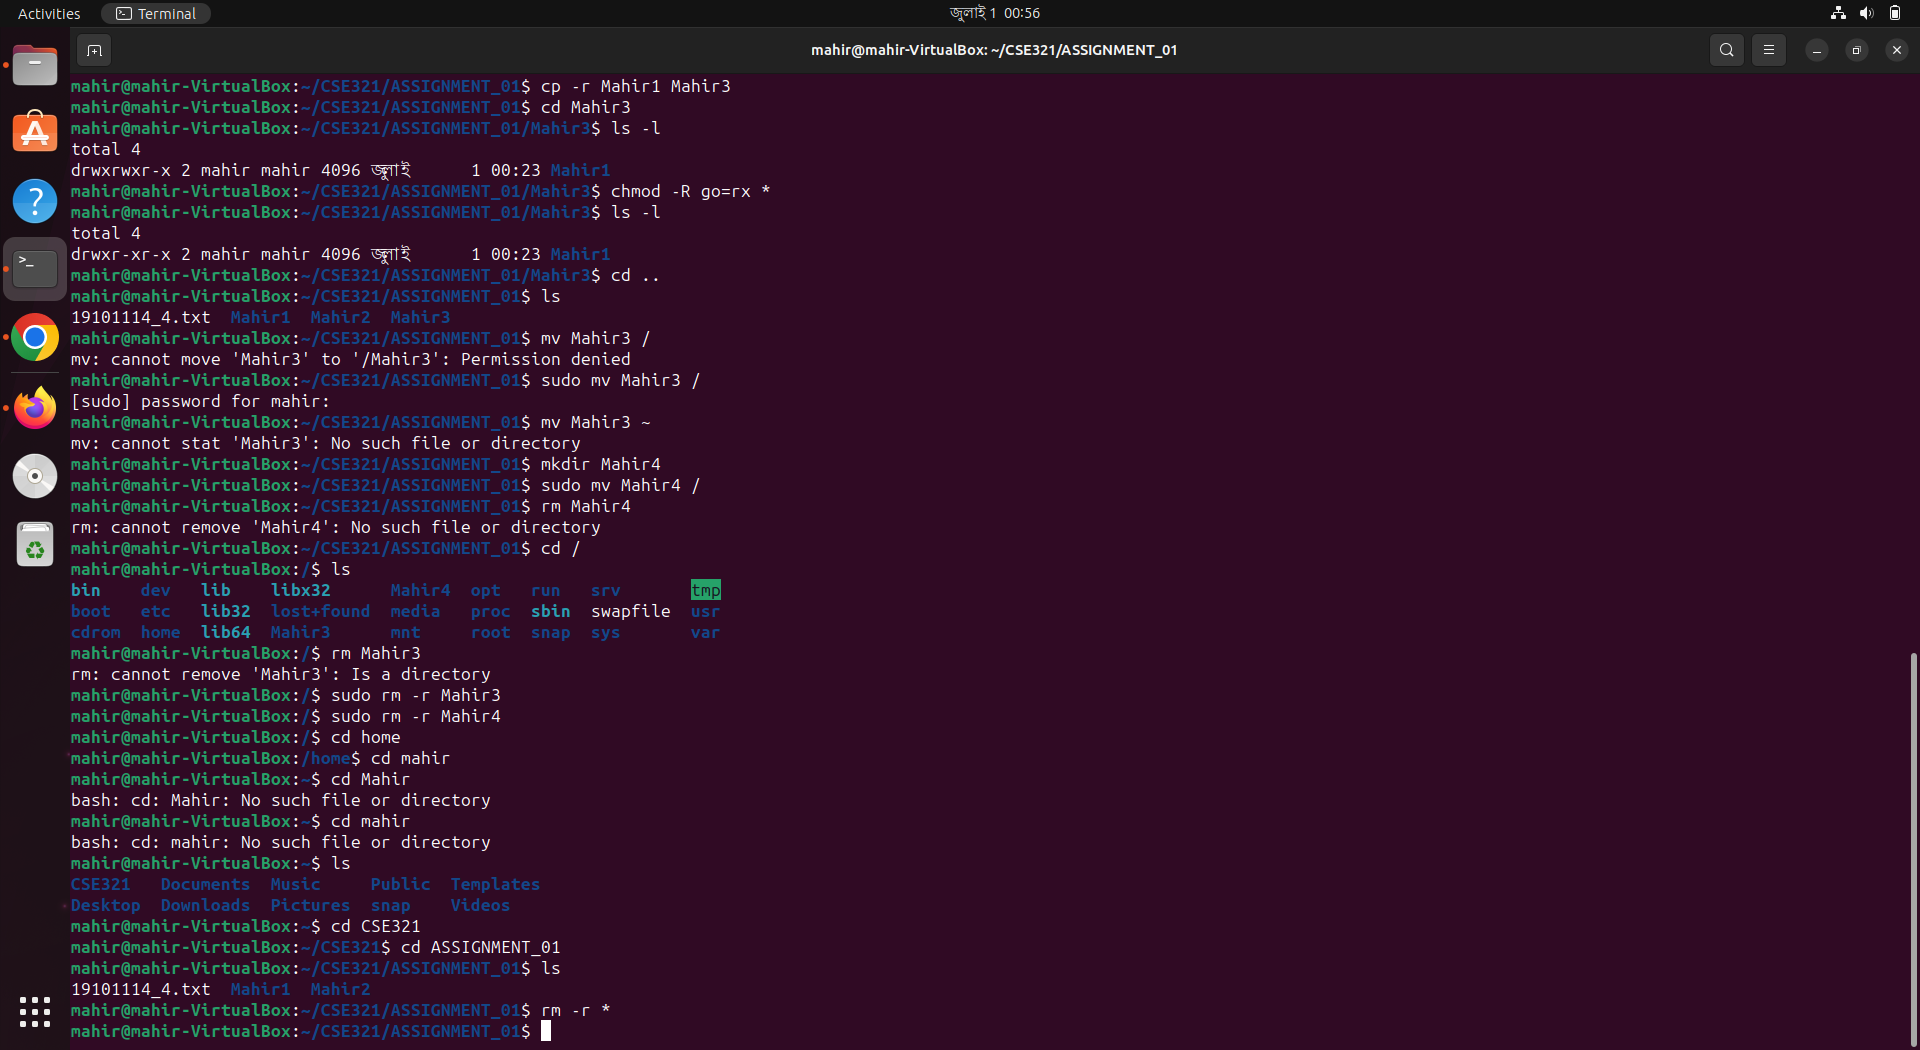 Activities
Terminal
জুলাই 1 00:56
mahir@mahir-VirtualBox: ~/CSE321/ASSIGNMENT_01
mahir@mahir-VirtualBox:~/CSE321/ASSIGNMENT_01$ cp -r Mahir1 Mahir3
mahir@mahir-VirtualBox:~/CSE321/ASSIGNMENT_01$ cd Mahir3
mahir@mahir-VirtualBox:~/CSE321/ASSIGNMENT_01/Mahir3$ ls -l
total 4
drwxrwxr-x 2 mahir mahir 4096 জুলাই      1 00:23 Mahir1
mahir@mahir-VirtualBox:~/CSE321/ASSIGNMENT_01/Mahir3$ chmod -R go=rx *
mahir@mahir-VirtualBox:~/CSE321/ASSIGNMENT_01/Mahir3$ ls -l
total 4
drwxr-xr-x 2 mahir mahir 4096 জুলাই      1 00:23 Mahir1
mahir@mahir-VirtualBox:~/CSE321/ASSIGNMENT_01/Mahir3$ cd ..
mahir@mahir-VirtualBox:~/CSE321/ASSIGNMENT_01$ ls
19101114_4.txt  Mahir1  Mahir2  Mahir3
mahir@mahir-VirtualBox:~/CSE321/ASSIGNMENT_01$ mv Mahir3 /
mv: cannot move 'Mahir3' to '/Mahir3': Permission denied
mahir@mahir-VirtualBox:~/CSE321/ASSIGNMENT_01$ sudo mv Mahir3 /
[sudo] password for mahir:
mahir@mahir-VirtualBox:~/CSE321/ASSIGNMENT_01$ mv Mahir3 ~
mv: cannot stat 'Mahir3': No such file or directory
mahir@mahir-VirtualBox:~/CSE321/ASSIGNMENT_01$ mkdir Mahir4
mahir@mahir-VirtualBox:~/CSE321/ASSIGNMENT_01$ sudo mv Mahir4 /
mahir@mahir-VirtualBox:~/CSE321/ASSIGNMENT_01$ rm Mahir4
rm: cannot remove 'Mahir4': No such file or directory
mahir@mahir-VirtualBox:~/CSE321/ASSIGNMENT_01$ cd /
mahir@mahir-VirtualBox:/$ ls
bin    dev   lib    libx32      Mahir4  opt   run   srv       tmp
boot   etc   lib32  lost+found  media   proc  sbin  swapfile  usr
cdrom  home  lib64  Mahir3      mnt     root  snap  sys       var
mahir@mahir-VirtualBox:/$ rm Mahir3
rm: cannot remove 'Mahir3': Is a directory
mahir@mahir-VirtualBox:/$ sudo rm -r Mahir3
mahir@mahir-VirtualBox:/$ sudo rm -r Mahir4
mahir@mahir-VirtualBox:/$ cd home
mahir@mahir-VirtualBox:/home$ cd mahir
mahir@mahir-VirtualBox:~$ cd Mahir
bash: cd: Mahir: No such file or directory
mahir@mahir-VirtualBox:~$ cd mahir
bash: cd: mahir: No such file or directory
mahir@mahir-VirtualBox:~$ ls
CSE321   Documents  Music     Public  Templates
Desktop  Downloads  Pictures  snap    Videos
mahir@mahir-VirtualBox:~$ cd CSE321
mahir@mahir-VirtualBox:~/CSE321$ cd ASSIGNMENT_01
mahir@mahir-VirtualBox:~/CSE321/ASSIGNMENT_01$ ls
19101114_4.txt  Mahir1  Mahir2
mahir@mahir-VirtualBox:~/CSE321/ASSIGNMENT_01$ rm -r *
mahir@mahir-VirtualBox:~/CSE321/ASSIGNMENT_01$